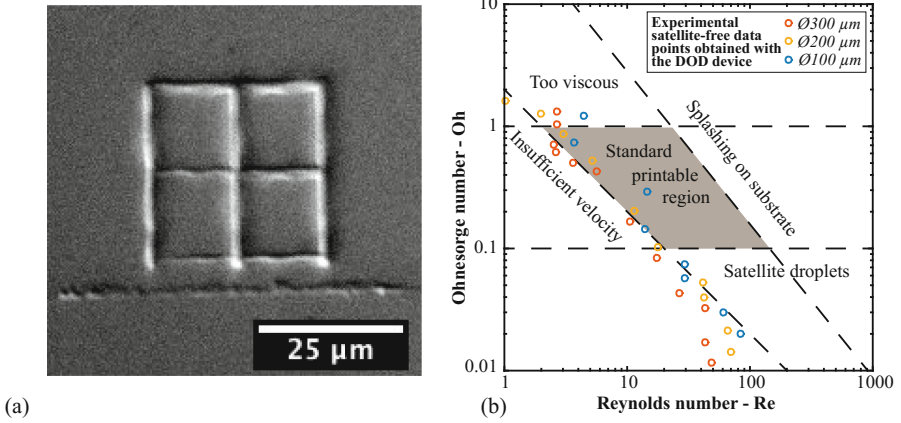 25 µm
(a)
Ohnesorge number - Oh
10
1
0.1
0.01
Experimental
satellite-free data
points obtained with
the DOD device
Ø300 µm
Ø200 µm
Ø100 µm
Too viscous
Splashing on substrate
Insufficient velocity
Standard
printable
region
Satellite droplets
1
10
100
1000
Reynolds number - Re
(b)